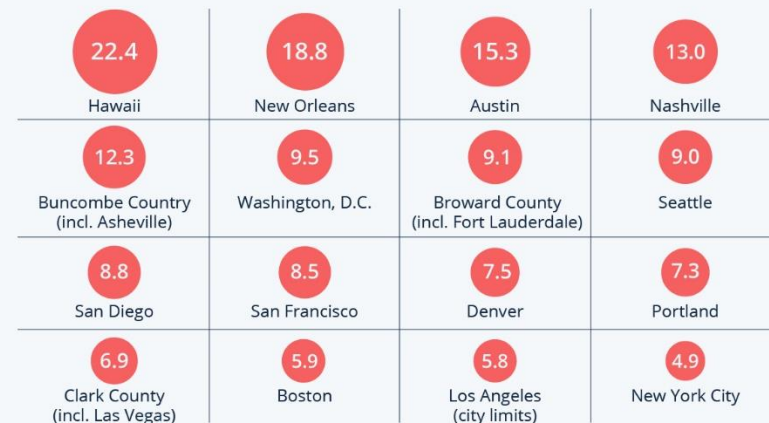 22.4
Hawaii
18.8
New Orleans
15.3
Austin
13.0
Nashville
12.3
Buncombe Country
(incl. Asheville)
9.5
Washington, D.C.
9.1
Broward County
(incl. Fort Lauderdale)
9.0
Seattle
8.8
San Diego
8.5
San Francisco
7.5
Denver
7.3
Portland
6.9
Clark County
(incl. Las Vegas)
5.9
Boston
5.8
Los Angeles
(city limits)
4.9
New York City